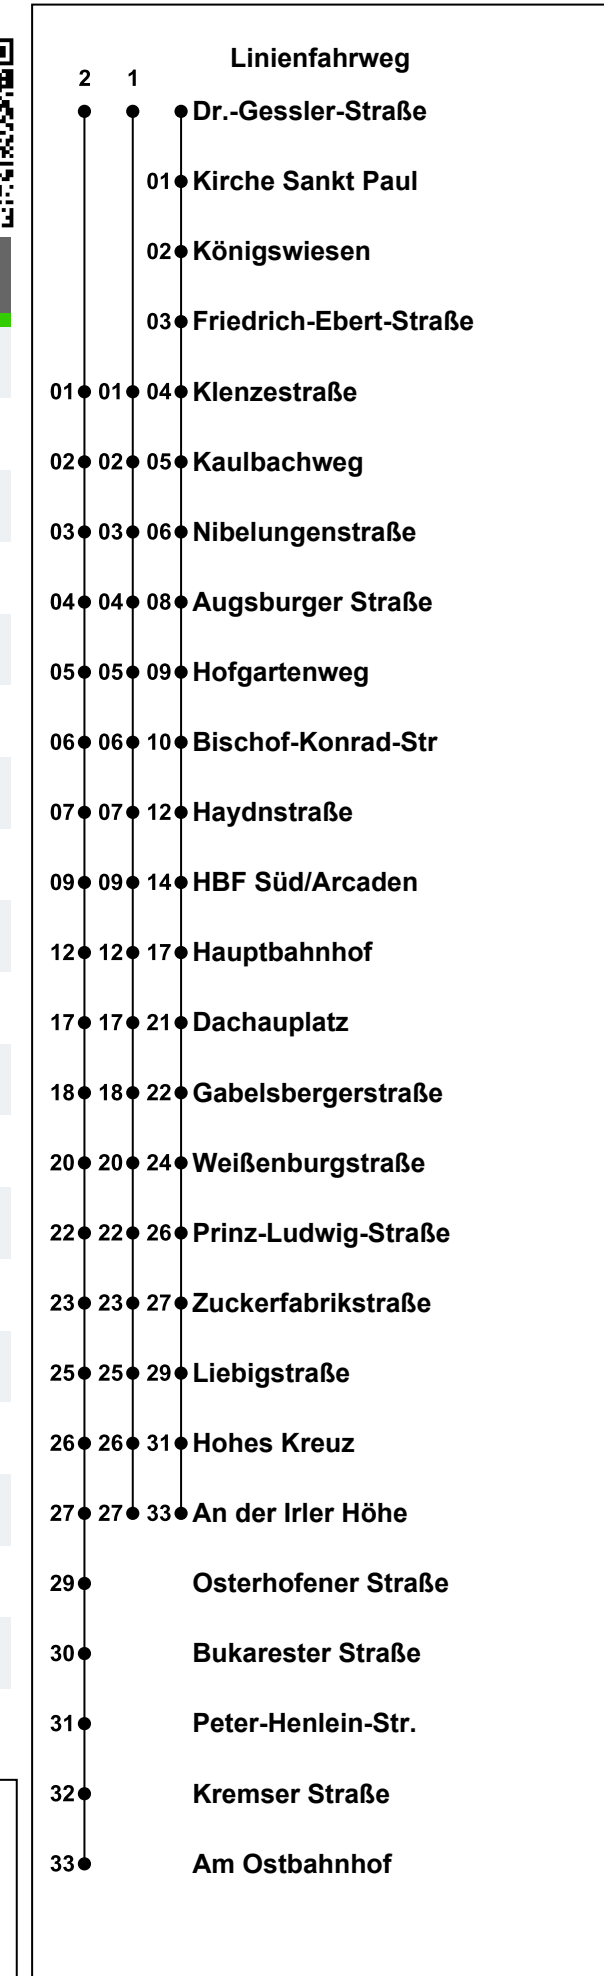 Linienfahrweg
2 1
Dr.-Gessler-Straße
01 Kirche Sankt Paul
02 Königswiesen
03 Friedrich-Ebert-Straße
01 01 04 Klenzestraße
02 02 05 Kaulbachweg
03 03 06 Nibelungenstraße
04 04 08 Augsburger Straße
05 05 09 Hofgartenweg
06 06 10 Bischof-Konrad-Str
07 07 12 Haydnstraße
09 09 14 HBF Süd/Arcaden
12 12 17 Hauptbahnhof
17 17 21 Dachauplatz
18 18 22 Gabelsbergerstraße
20 20 24 Weißenburgstraße
22 22 26 Prinz-Ludwig-Straße
23 23 27 Zuckerfabrikstraße
25 25 29 Liebigstraße
26 26 31 Hohes Kreuz
27 27 33 An der Irler Höhe
29 Osterhofener Straße
30 Bukarester Straße
31 Peter-Henlein-Str.
32 Kremser Straße
33 Am Ostbahnhof